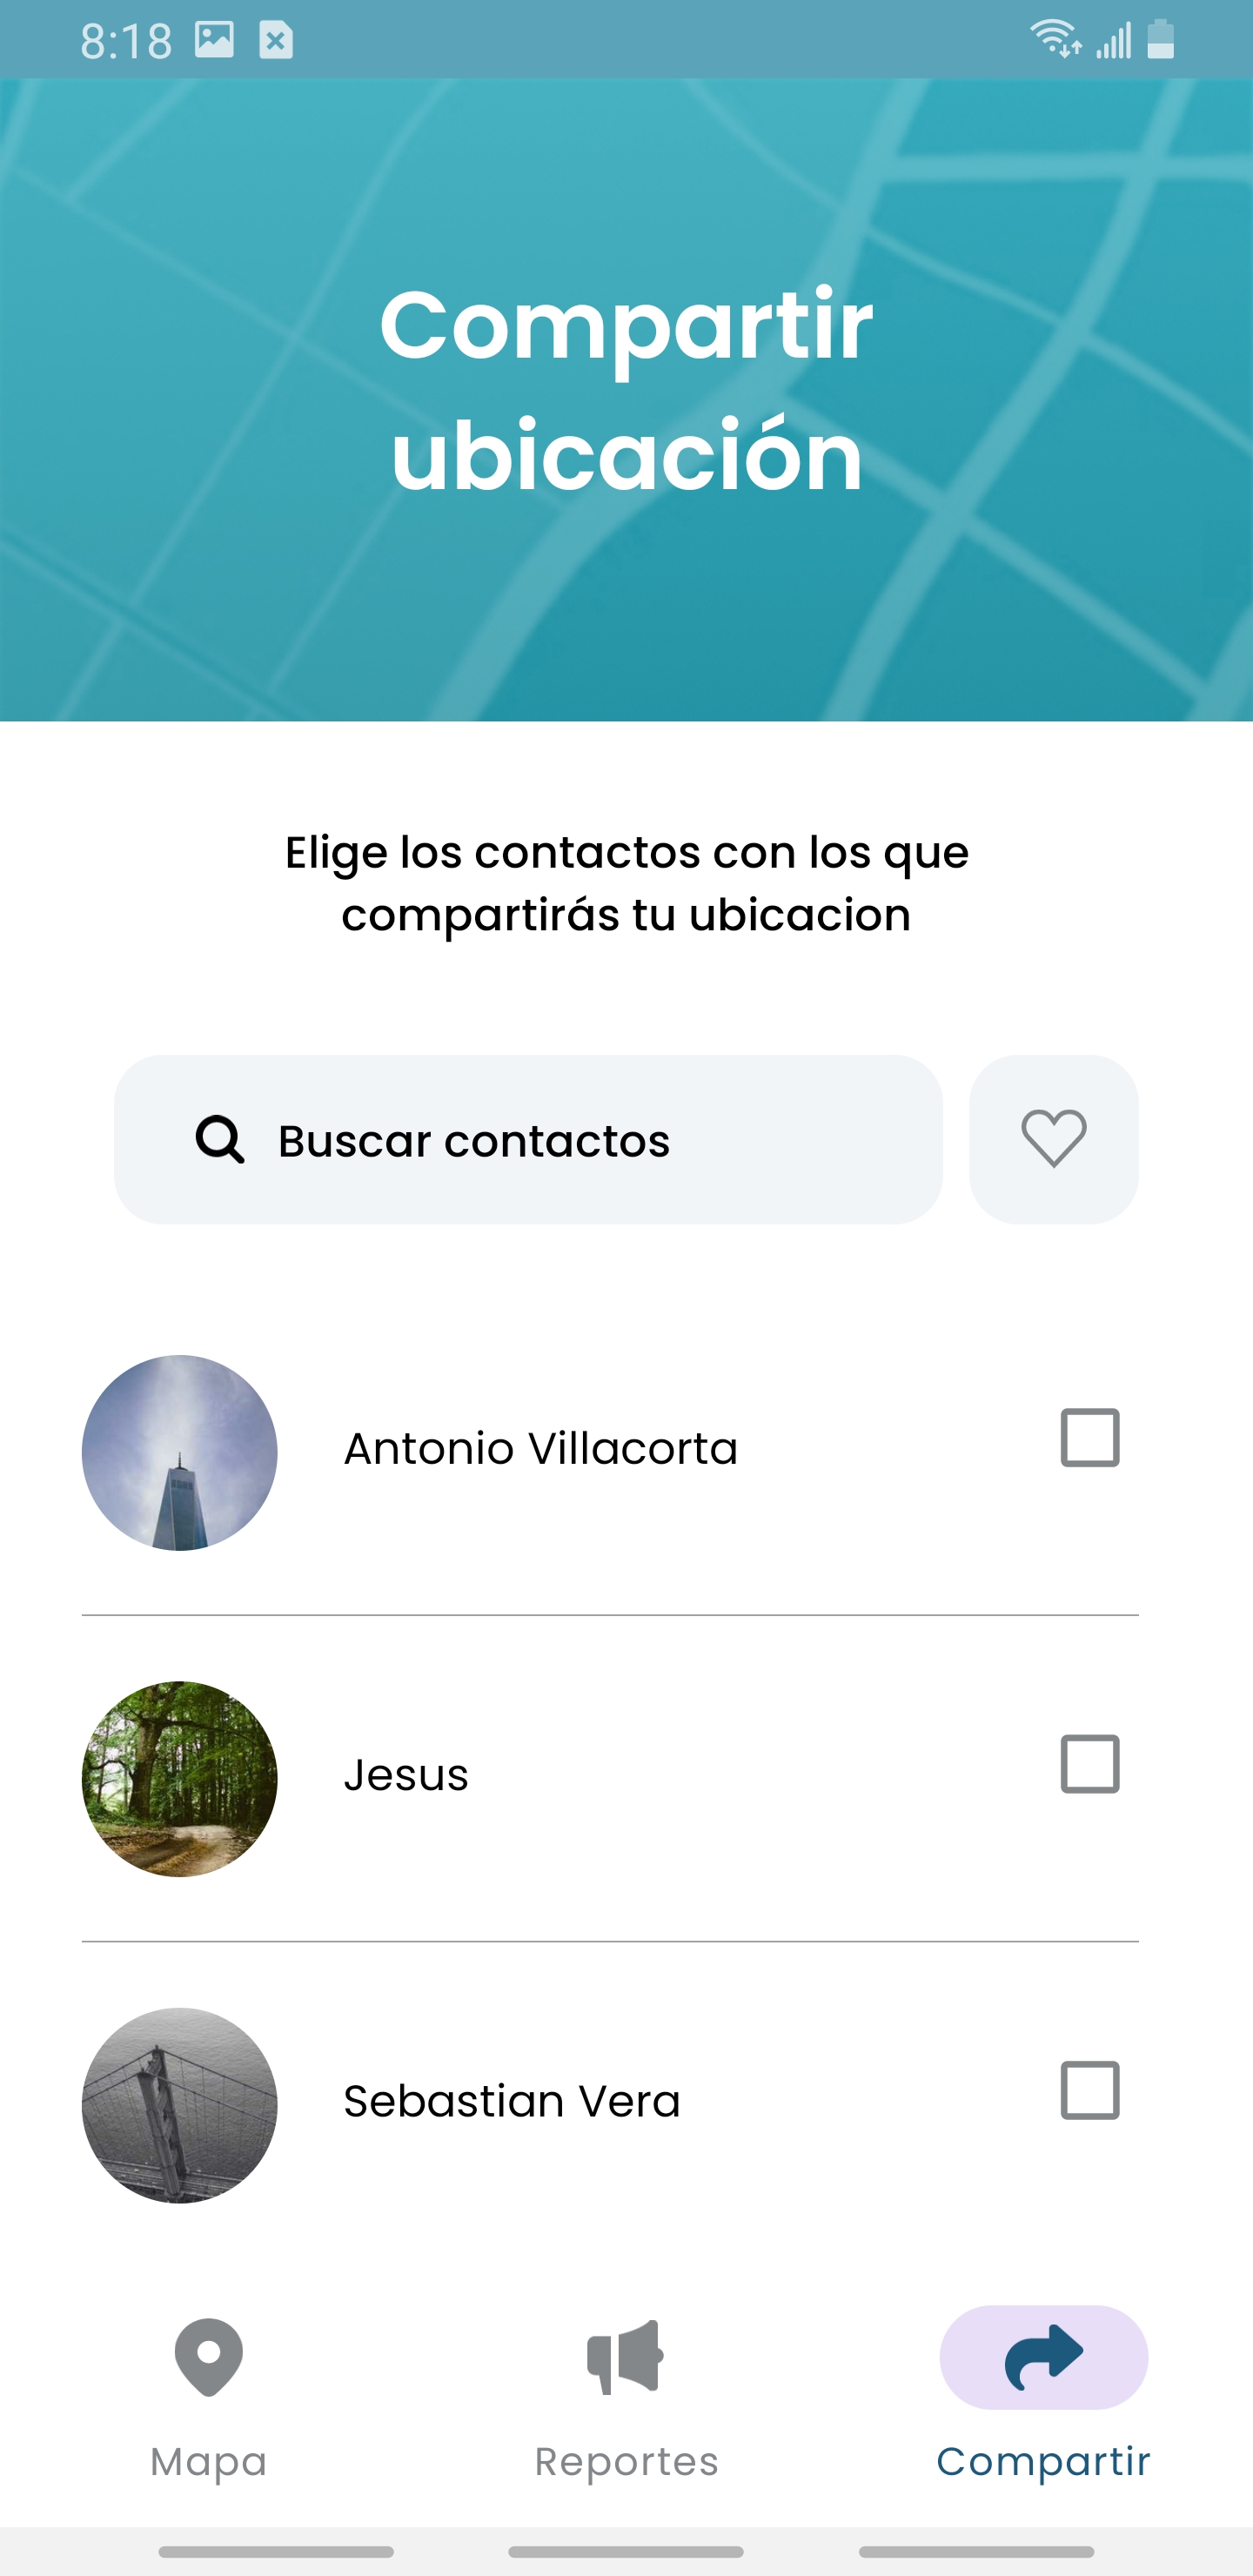 8:18
Compartir
ubicación
Elige los contactos con los que
compartirás tu ubicacion
Buscar contactos
Antonio Villacorta
Jesus
Sebastian Vera
Mapa
Reportes
Compartir